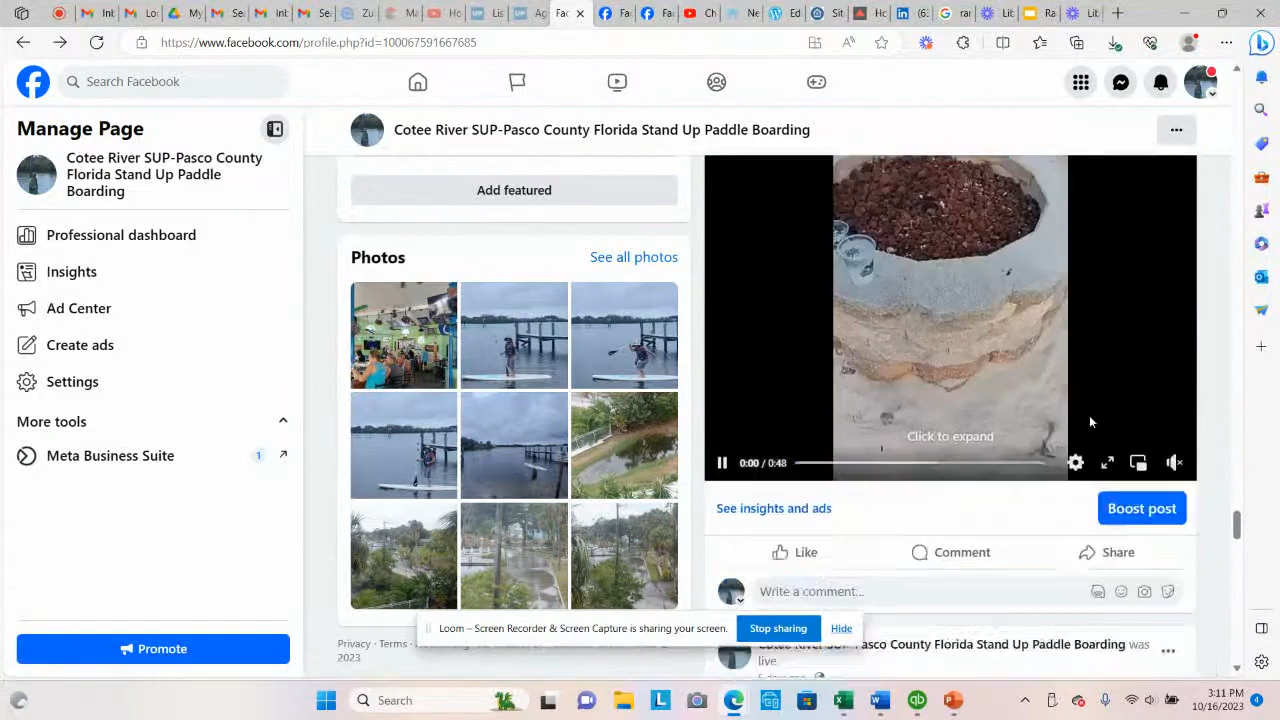 https://www.facebook.com/profile.php?id=100067591667685
Search Facebook
Manage Page
Cotee River SUP-Pasco County Florida Stand Up Paddle Boarding
Cotee River SUP-Pasco County
Florida Stand Up Paddle
Boarding
Professional dashboard
Insights
Ad Center
Create ads
Settings
More tools
Meta Business Suite
1
Promote
Add featured
Photos
See all photos
Click to expand
0:00 / 0:48
See insights and ads
Boost post
Like
Comment
Share
Write a comment...
Privacy · Terms
2023
Loom – Screen Recorder & Screen Capture is sharing your screen.
Stop sharing
Hide
Pasco County Florida Stand Up Paddle Boarding was
live.
Search
3:11 PM
10/16/2023
4